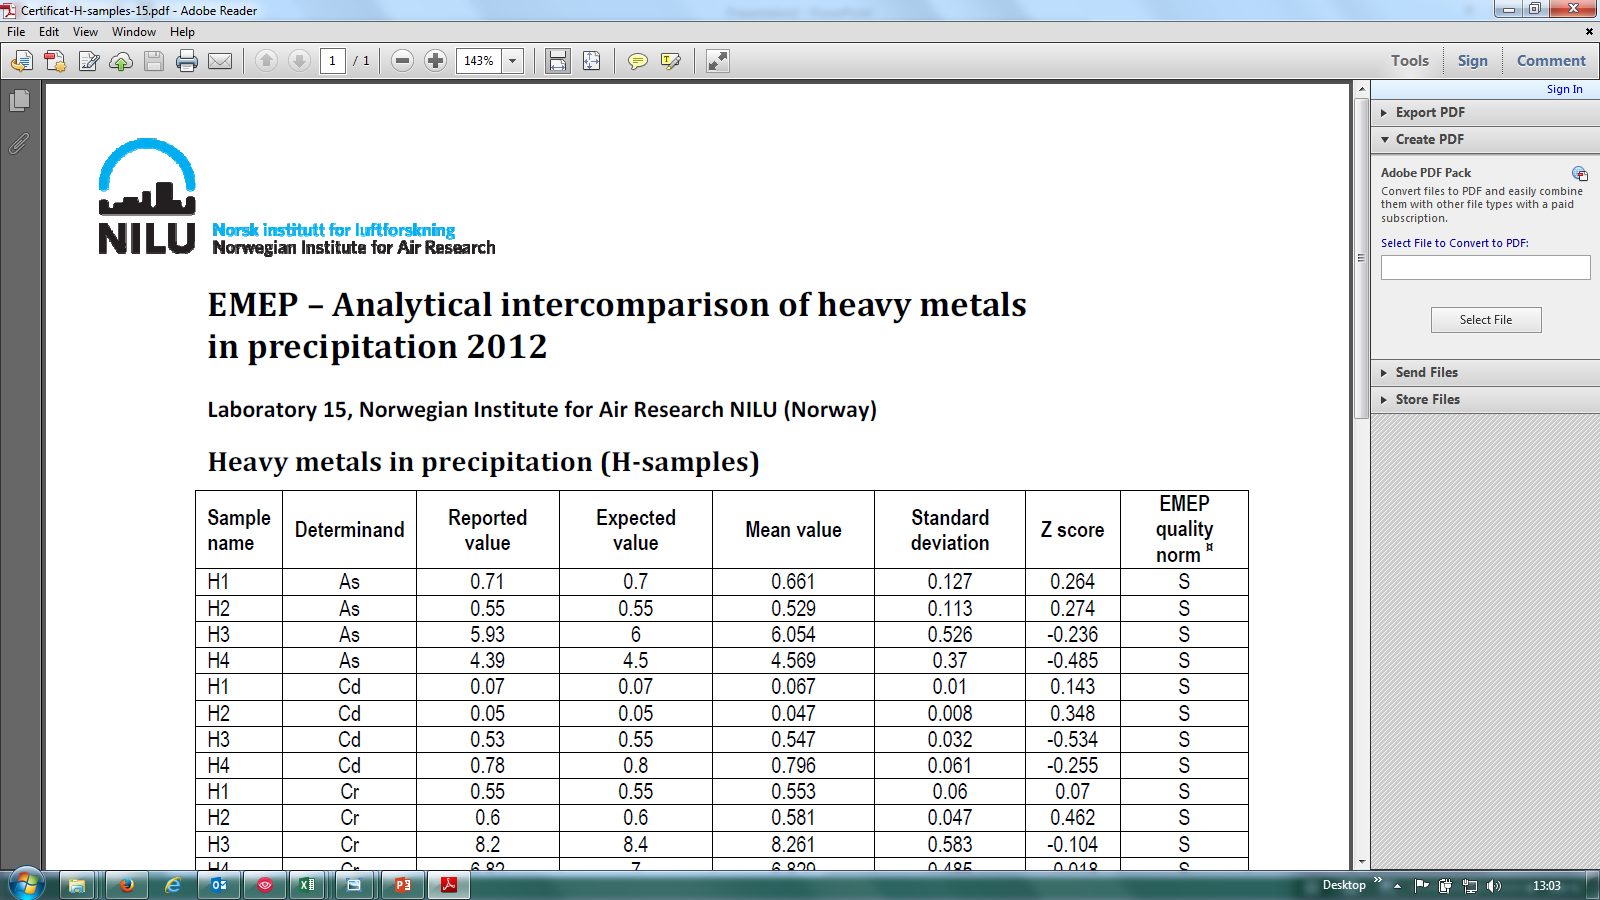 Certificat-H-samples-15.pdf - Adobe Reader
File Edit View Window Help
1 / 1 143% Tools Sign Comment
Sign In
Export PDF
Create PDF
Adobe PDF Pack
Convert files to PDF and easily combine
them with other file types with a paid
subscription.
Select File to Convert to PDF:
Select File
Send Files
Store Files
NILU
Norsk institutt for luftforskning
Norwegian Institute for Air Research
EMEP – Analytical intercomparison of heavy metals
in precipitation 2012
Laboratory 15, Norwegian Institute for Air Research NILU (Norway)
Heavy metals in precipitation (H-samples)
Sample name Determinand Reported value Expected value Mean value Standard deviation Z score EMEP quality norm ¤
H1 As 0.71 0.7 0.661 0.127 0.264 S
H2 As 0.55 0.55 0.529 0.113 0.274 S
H3 As 5.93 6 6.054 0.526 -0.236 S
H4 As 4.39 4.5 4.569 0.37 -0.485 S
H1 Cd 0.07 0.07 0.067 0.01 0.143 S
H2 Cd 0.05 0.05 0.047 0.008 0.348 S
H3 Cd 0.53 0.55 0.547 0.032 -0.534 S
H4 Cd 0.78 0.8 0.796 0.061 -0.255 S
H1 Cr 0.55 0.55 0.553 0.06 0.07 S
H2 Cr 0.6 0.6 0.581 0.047 0.462 S
H3 Cr 8.2 8.4 8.261 0.583 -0.104 S
H4 Cr 6.82 7 6.829 0.485 -0.018 S
Desktop 13:03